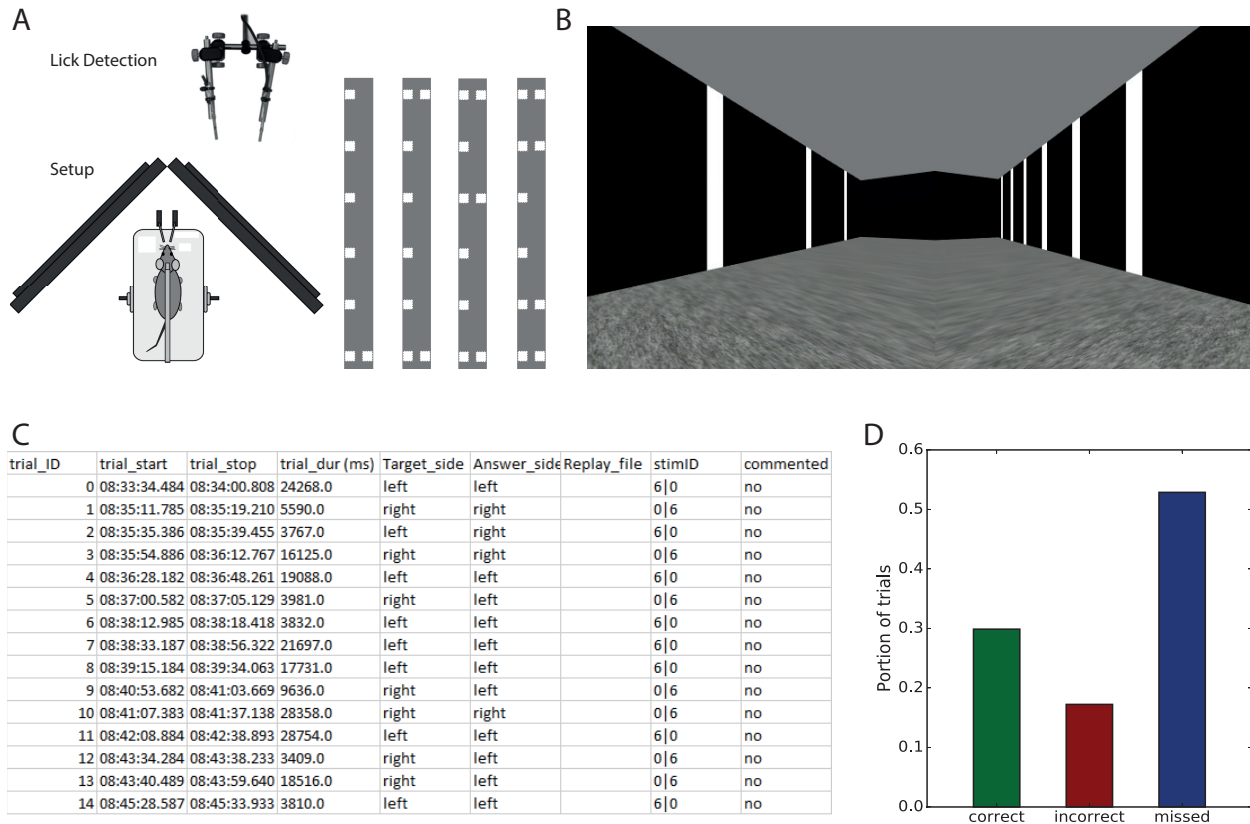 A
Lick Detection
Setup
B
C
trial_ID trial_start trial_stop trial_dur (ms) Target_side Answer_side Replay_file stimID commented
0 08:33:34.484 08:34:00.808 24268.0 left left 6|0 no
1 08:35:11.785 08:35:19.210 5590.0 right right 0|6 no
2 08:35:35.386 08:35:39.455 3767.0 left right 6|0 no
3 08:35:54.886 08:36:12.767 16125.0 right right 0|6 no
4 08:36:28.182 08:36:48.261 19088.0 left left 6|0 no
5 08:37:00.582 08:37:05.129 3981.0 right left 0|6 no
6 08:38:12.985 08:38:18.418 3832.0 left left 6|0 no
7 08:38:33.187 08:38:56.322 21697.0 left left 6|0 no
8 08:39:15.184 08:39:34.063 17731.0 left left 6|0 no
9 08:40:53.682 08:41:03.669 9636.0 right left 0|6 no
10 08:41:07.383 08:41:37.138 28358.0 right right 0|6 no
11 08:42:08.884 08:42:38.893 28754.0 left left 6|0 no
12 08:43:34.284 08:43:38.233 3409.0 right left 0|6 no
13 08:43:40.489 08:43:59.640 18516.0 right left 0|6 no
14 08:45:28.587 08:45:33.933 3810.0 left left 6|0 no
D
Portion of trials
0.6
0.5
0.4
0.3
0.2
0.1
0.0
correct incorrect missed